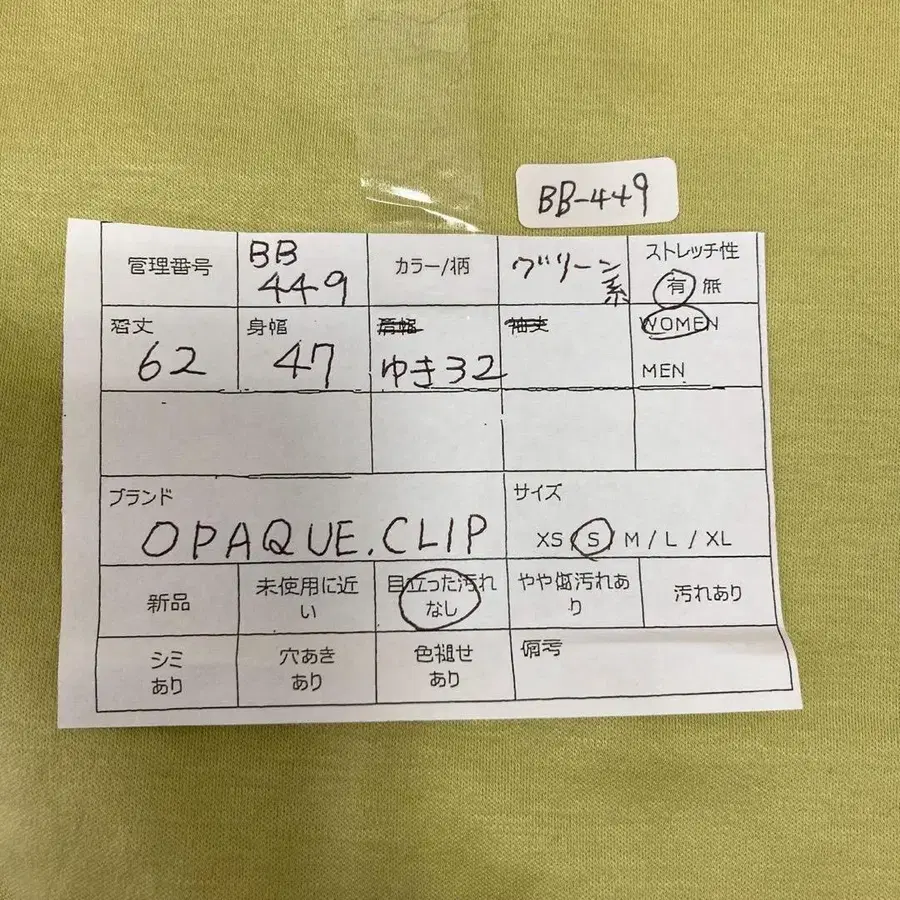 BB-449
管理番号
BB
449
カラー/柄
グリーン
系
ストレッチ性
有 無
着丈
62
身幅
47
肩幅
ゆき32
袖丈
WOMEN
MEN
ブランド
OPAQUE.CLIP
サイズ
XS/S/M/L/XL
新品
未使用に近
い
目立った汚れ
なし
やや傷汚れあ
り
汚れあり
シミ
あり
穴あき
あり
色褪せ
あり
備考